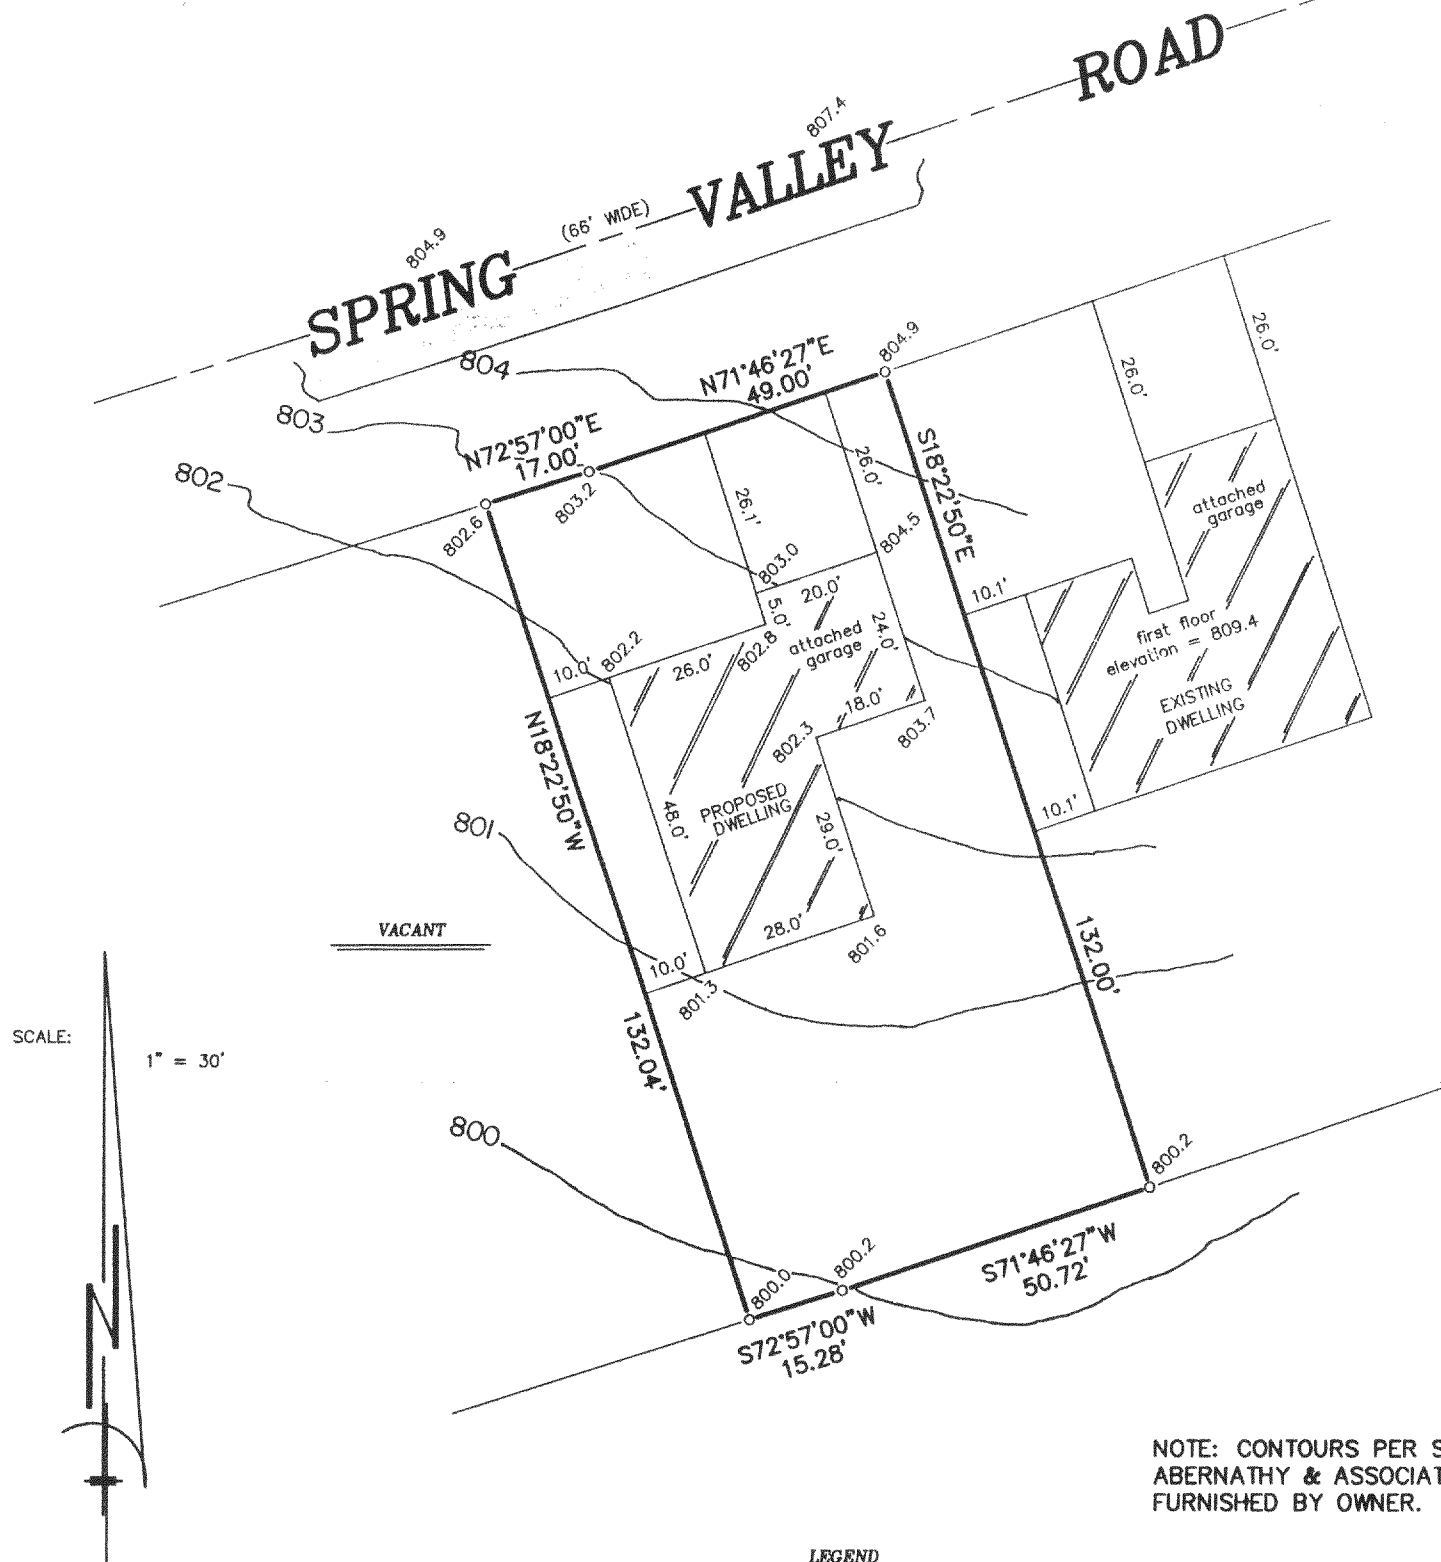 SPRING VALLEY ROAD
(66' WIDE)
804.9
807.4
804
803
802
N72°57'00"E
17.00'
N71°46'27"E
49.00'
804.9
802.6
803.2
26.1'
26.0'
S18°22'50"E
26.0'
26.0'
803.0
804.5
20.0'
5.0'
24.0'
attached
garage
10.0'
802.2
26.0'
802.8
attached
garage
10.1'
first floor
elevation = 809.4
EXISTING
DWELLING
10.1'
18.0'
802.3
803.7
N18°22'50"W
48.0'
PROPOSED
DWELLING
29.0'
801
28.0'
801.6
10.0'
801.3
132.00'
132.04'
VACANT
SCALE:
1" = 30'
N
800
800.0
800.2
800.2
S72°57'00"W
15.28'
S71°46'27"W
50.72'
NOTE: CONTOURS PER S
ABERNATHY & ASSOCIAT
FURNISHED BY OWNER.
LEGEND